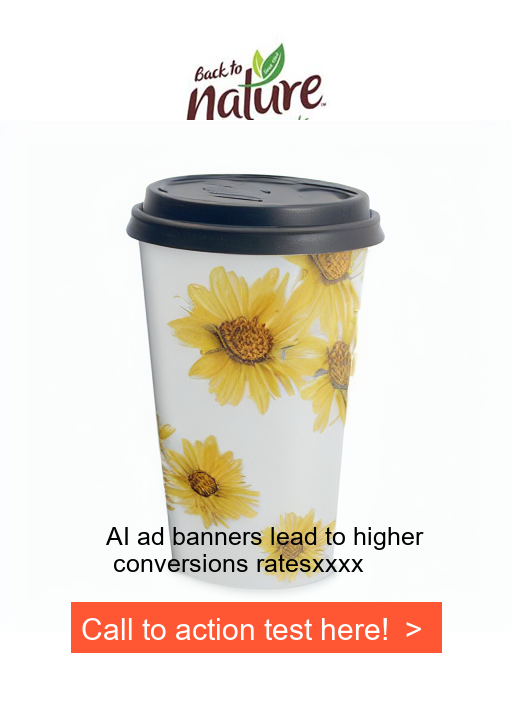 Back to
nature
AI ad banners lead to higher
conversions ratesxxxx
Call to action test here! >